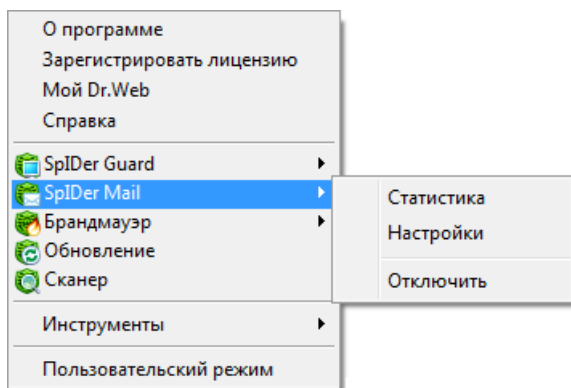 О программе
Зарегистрировать лицензию
Мой Dr.Web
Справка
SpIDer Guard
SpIDer Mail
Брандмауэр
Обновление
Сканер
Инструменты
Пользовательский режим
Статистика
Настройки
Отключить